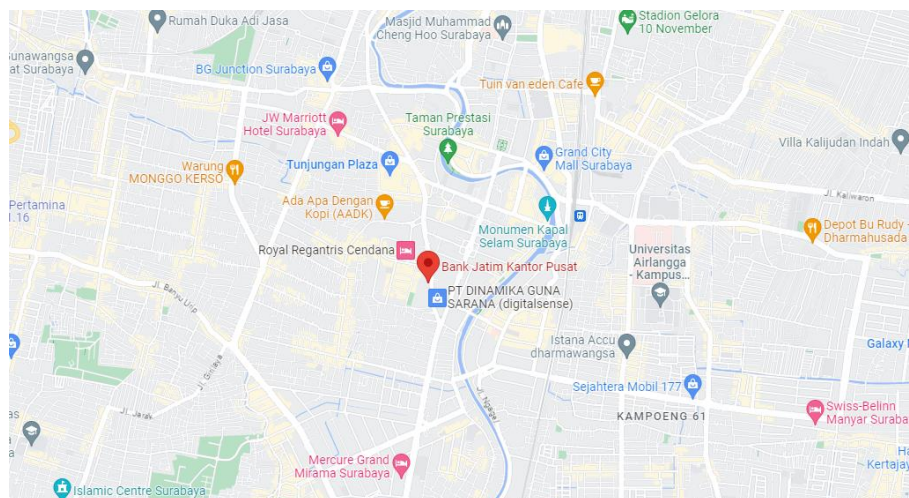 Rumah Duka Adi Jasa
Masjid Muhammad
Cheng Hoo Surabaya
Stadion Gelora
10 November
at Surabaya
BG Junction Surabaya
Tuin van eden Cafe
JW Marriott
Hotel Surabaya
Taman Prestasi
Surabaya
Grand City
Mall Surabaya
Villa Kalijudan Indah
Warung
MONGGO KERSO
Tunjungan Plaza
Jl. Kaliwaron
Pertamina
1.16
Ada Apa Dengan
Kopi (AADK)
Monumen Kapal
Selam Surabaya...
Depot Bu Rudy -
Dharmahusada
Royal Regantris Cendana
Universitas
Airlangga
- Kampus...
Bank Jatim Kantor Pusat
PT DINAMIKA GUNA
SARANA (digitalsense)
Jl. Banyu Urip
Istana Accu
dharmawangsa
Galaxy
Jl. Ngagel
Sejahtera Mobil 177
Jl. Jarak
KAMPOENG 61
Swiss-Belinn
Manyar Suraba
Mercure Grand
Mirama Surabaya
Kertajay
Islamic Centre Surabaya